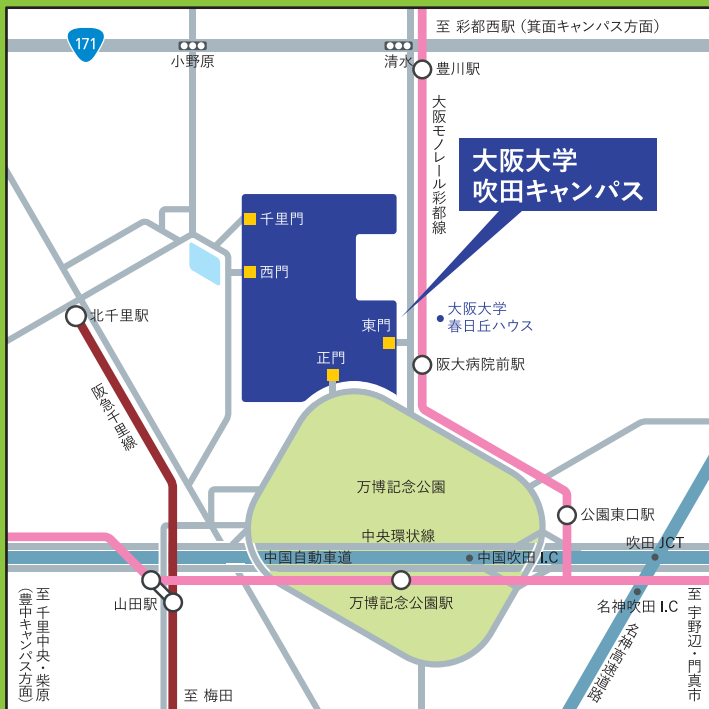 至 彩都西駅 (箕面キャンパス方面)
171
小野原
清水
豊川駅
大阪モノレール彩都線
大阪大学
吹田キャンパス
千里門
西門
大阪大学
春日丘ハウス
北千里駅
東門
正門
阪大病院前駅
阪急千里線
万博記念公園
公園東口駅
中央環状線
中国自動車道
中国吹田 I.C
吹田 JCT
山田駅
万博記念公園駅
名神吹田 I.C
至 千里中央・柴原
(豊中キャンパス方面)
至 宇野辺・門真市
名神高速道路
至 梅田